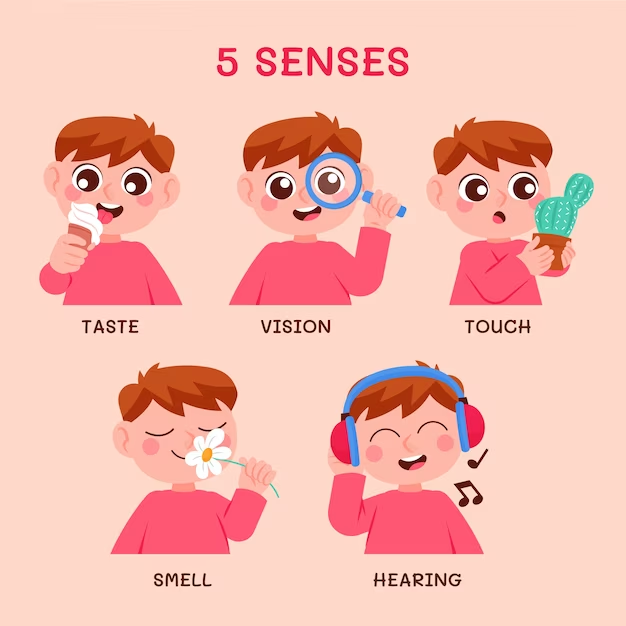 5 SENSES
TASTE
VISION
TOUCH
SMELL
HEARING